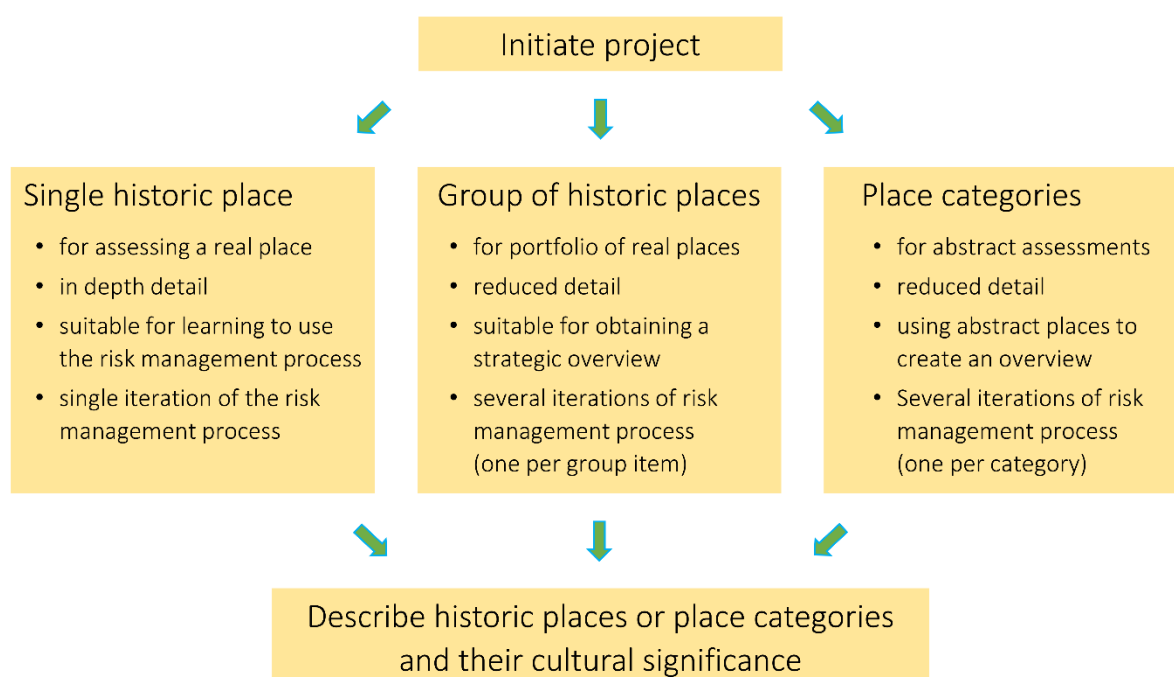 Initiate project
Single historic place
• for assessing a real place
• in depth detail
• suitable for learning to use
the risk management process
• single iteration of the risk
management process
Group of historic places
• for portfolio of real places
• reduced detail
• suitable for obtaining a
strategic overview
• several iterations of risk
management process
(one per group item)
Place categories
• for abstract assessments
• reduced detail
• using abstract places to
create an overview
• Several iterations of risk
management process
(one per category)
Describe historic places or place categories
and their cultural significance